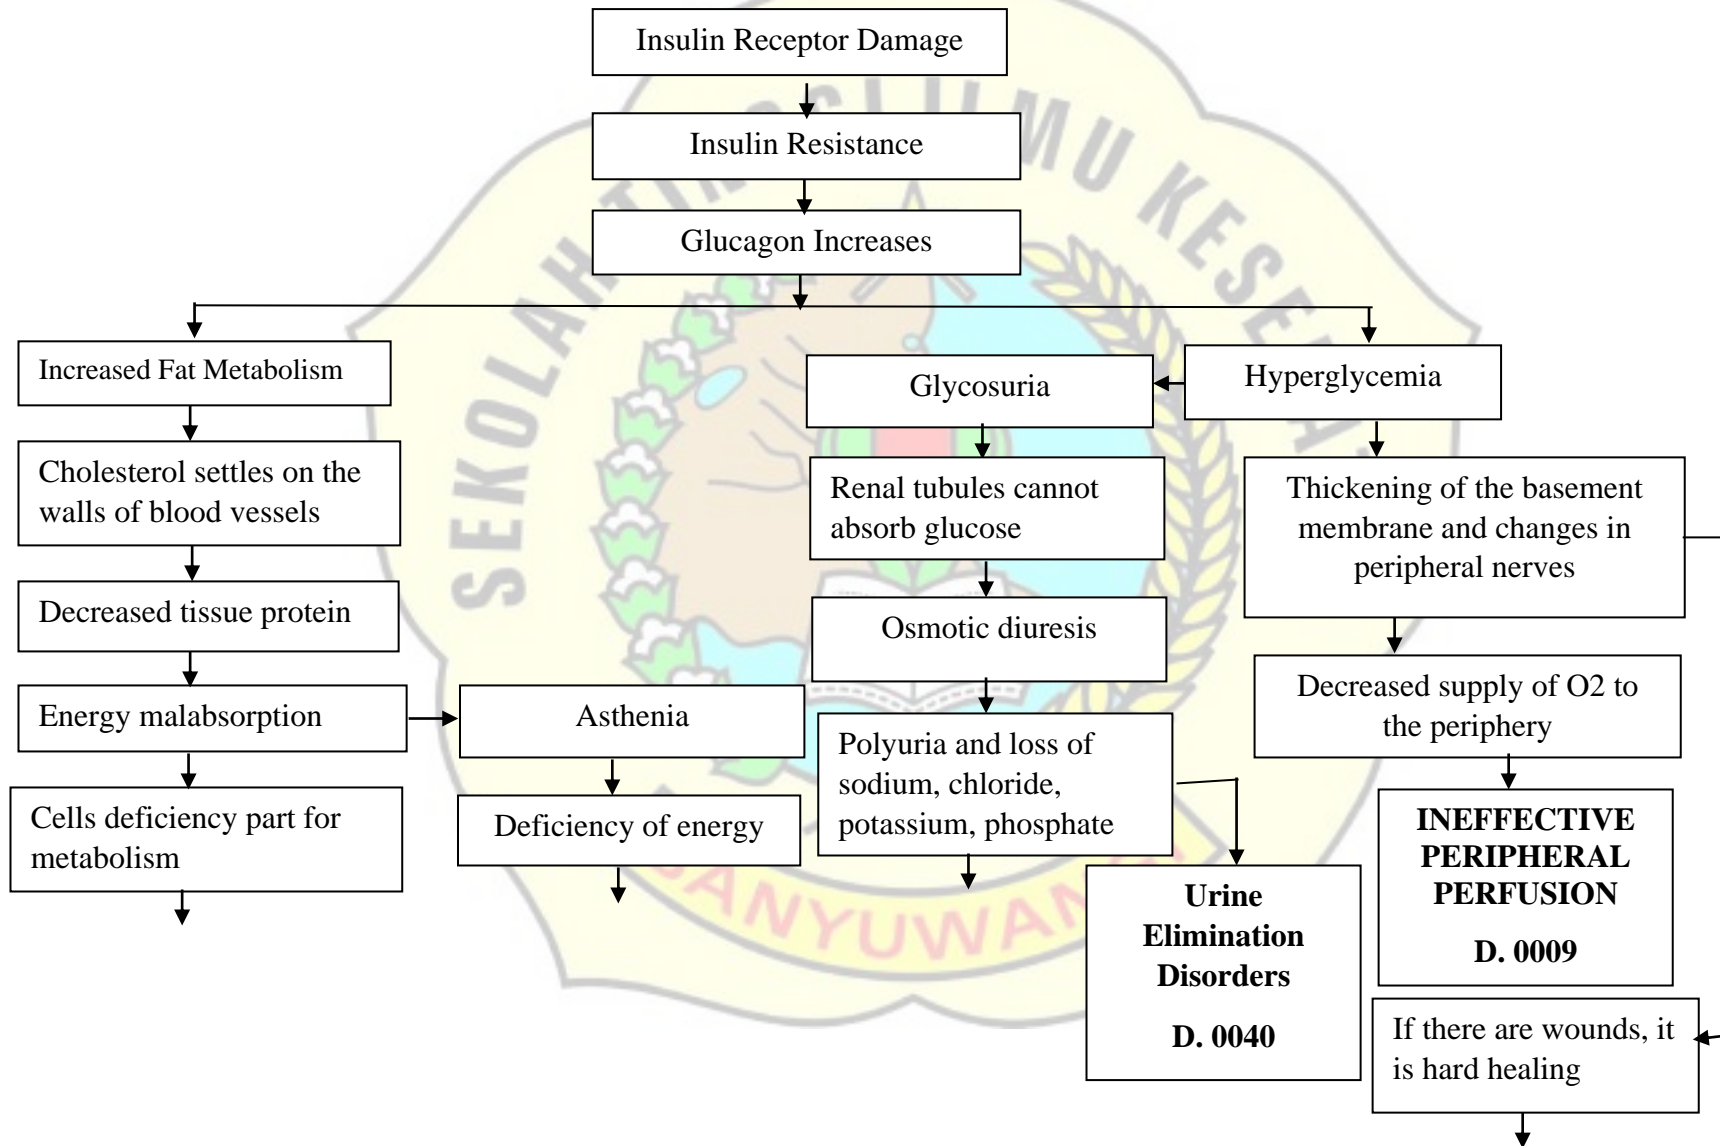 Insulin Receptor Damage
Insulin Resistance
Glucagon Increases
Increased Fat Metabolism
Cholesterol settles on the
walls of blood vessels
Decreased tissue protein
Energy malabsorption
Cells deficiency part for
metabolism
Asthenia
Deficiency of energy
Glycosuria
Renal tubules cannot
absorb glucose
Osmotic diuresis
Polyuria and loss of
sodium, chloride,
potassium, phosphate
Urine
Elimination
Disorders
D. 0040
Hyperglycemia
Thickening of the basement
membrane and changes in
peripheral nerves
Decreased supply of O2 to
the periphery
INEFFECTIVE
PERIPHERAL
PERFUSION
D. 0009
If there are wounds, it
is hard healing
SEKOLAH